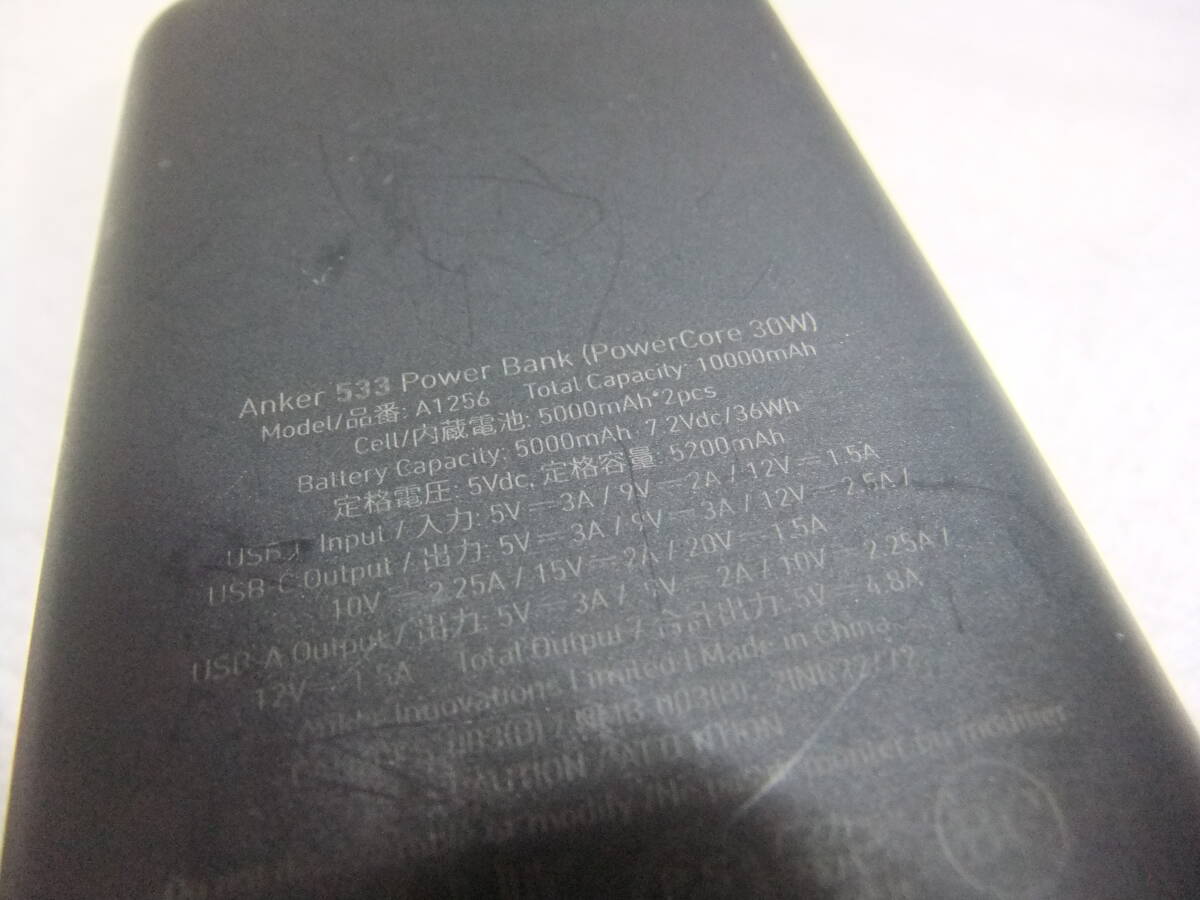 Anker 533 Power Bank (PowerCore 30W)
Model/品番: A1256 Total Capacity: 10000mAh
Cell/内蔵電池: 5000mAh*2pcs
Battery Capacity: 5000mAh 7.2Vdc/36Wh
定格電圧: 5Vdc, 定格容量: 5200mAh
Input / 入力: 5V⎓3A / 9V⎓2A / 12V⎓1.5A
USB-C Output / 出力: 5V⎓3A / 9V⎓3A / 12V⎓2.5A /
10V⎓2.25A / 15V⎓2A / 20V⎓1.5A
USB-A Output / 出力: 5V⎓3A / 9V⎓2A / 10V⎓2.25A /
12V⎓1.5A Total Output / 合計出力: 5V⎓4.8A
Anker Innovations Limited | Made in China
CAUTION / ATTENTION
modify /Ne pas modifier